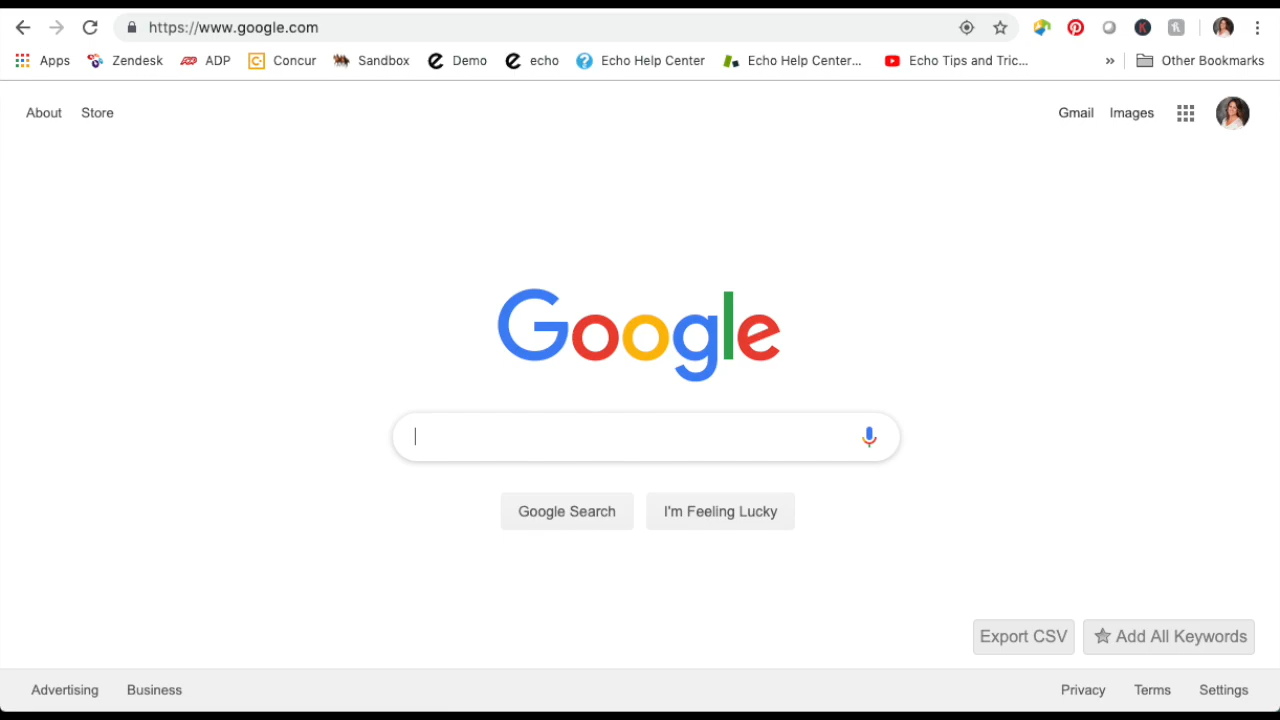 https://www.google.com
Apps Zendesk ADP Concur Sandbox Demo echo Echo Help Center Echo Help Center... Echo Tips and Tric... » Other Bookmarks
About Store Gmail Images
Google
Google Search I'm Feeling Lucky
Export CSV Add All Keywords
Advertising Business Privacy Terms Settings